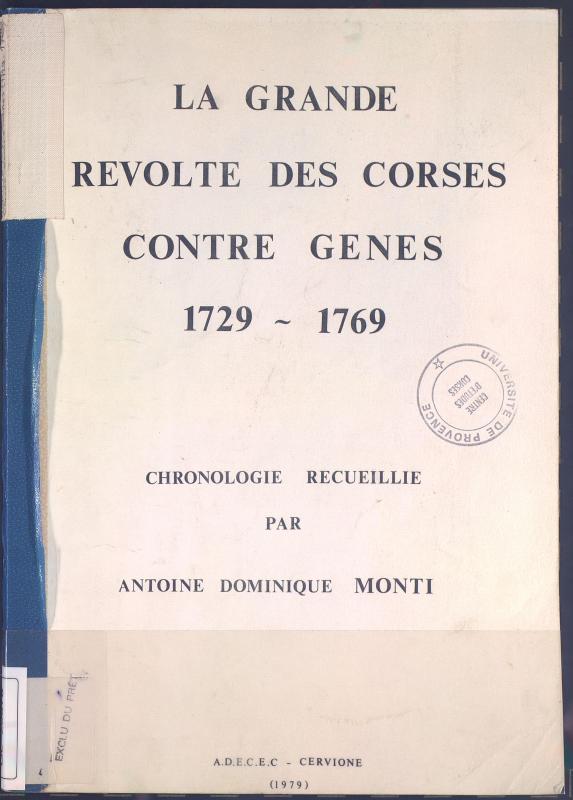 LA GRANDE
REVOLTE DES CORSES
CONTRE GENES
1729 ~ 1769
UNIVERSITE DE PROVENCE
CENTRE
D'ETUDES
CORSES
CHRONOLOGIE RECUEILLIE
PAR
ANTOINE DOMINIQUE MONTI
EXCLU DU PRÊT
A.D.E.C.E.C - CERVIONE
(1979)